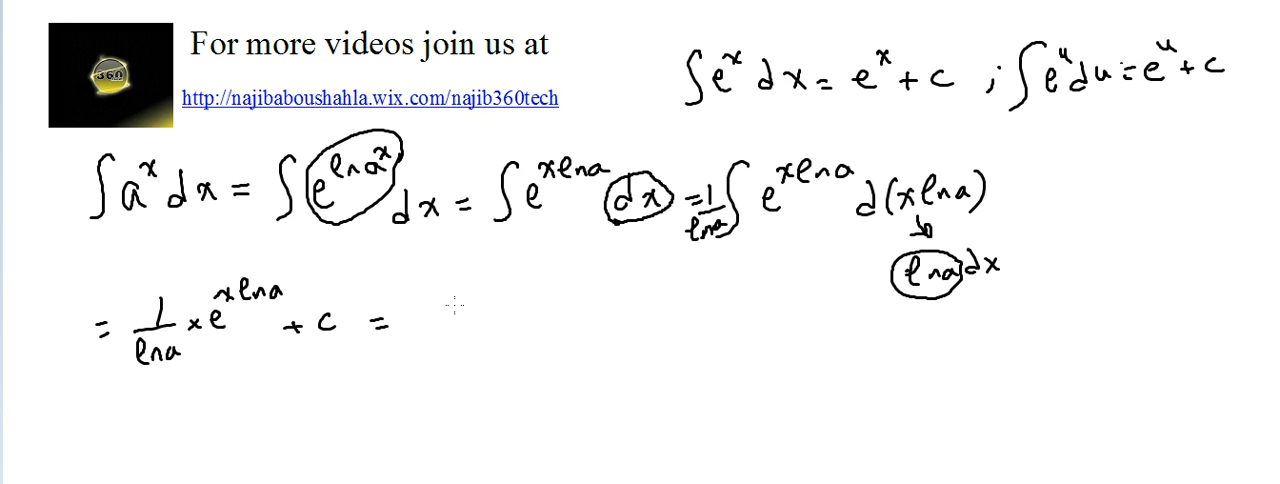 360
For more videos join us at
http://najibaboushahla.wix.com/najib360tech
∫e^x dx = e^x + c ; ∫e^u du = e^u + c
∫a^x dx = ∫e^(ln a^x) dx = ∫e^(x ln a) dx = 1/ln a ∫ e^(x ln a) d(x ln a)
ln a dx
= 1/ln a × e^(x ln a) + c =